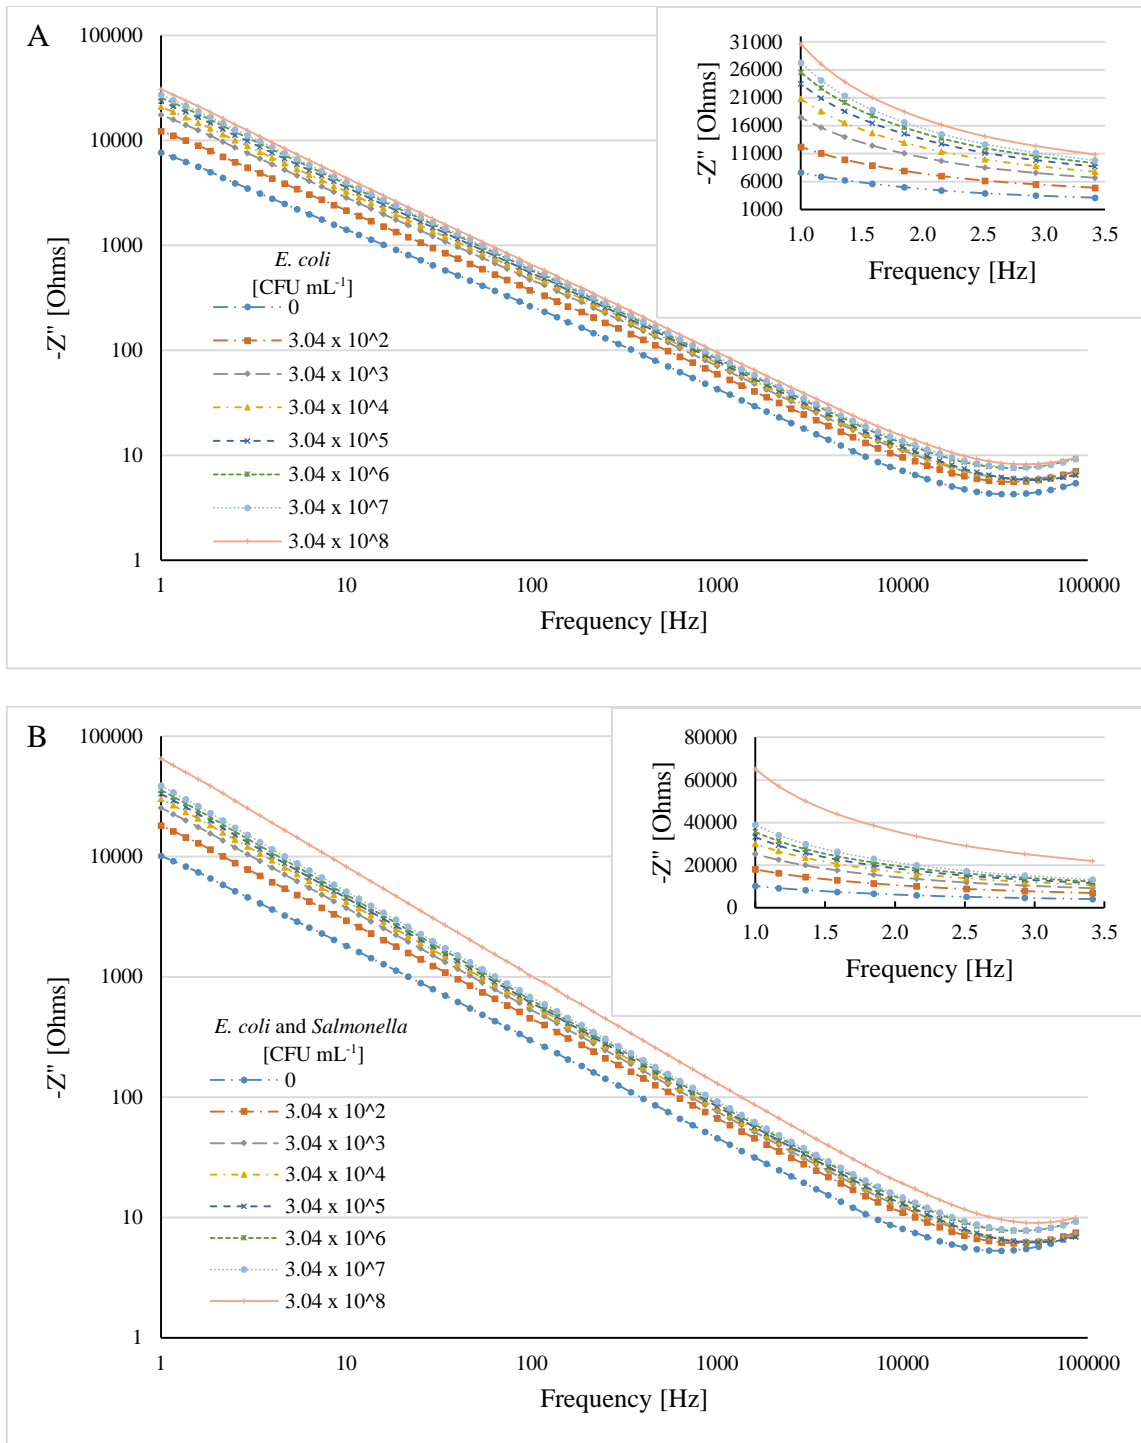 A
-Z" [Ohms]
100000
10000
1000
100
10
1
1
10
100
1000
10000
100000
Frequency [Hz]
E. coli
[CFU mL⁻¹]
0
3.04 x 10^2
3.04 x 10^3
3.04 x 10^4
3.04 x 10^5
3.04 x 10^6
3.04 x 10^7
3.04 x 10^8
-Z" [Ohms]
31000
26000
21000
16000
11000
6000
1000
1.0
1.5
2.0
2.5
3.0
3.5
Frequency [Hz]
B
-Z" [Ohms]
100000
10000
1000
100
10
1
1
10
100
1000
10000
100000
Frequency [Hz]
E. coli and Salmonella
[CFU mL⁻¹]
0
3.04 x 10^2
3.04 x 10^3
3.04 x 10^4
3.04 x 10^5
3.04 x 10^6
3.04 x 10^7
3.04 x 10^8
-Z" [Ohms]
80000
60000
40000
20000
0
1.0
1.5
2.0
2.5
3.0
3.5
Frequency [Hz]